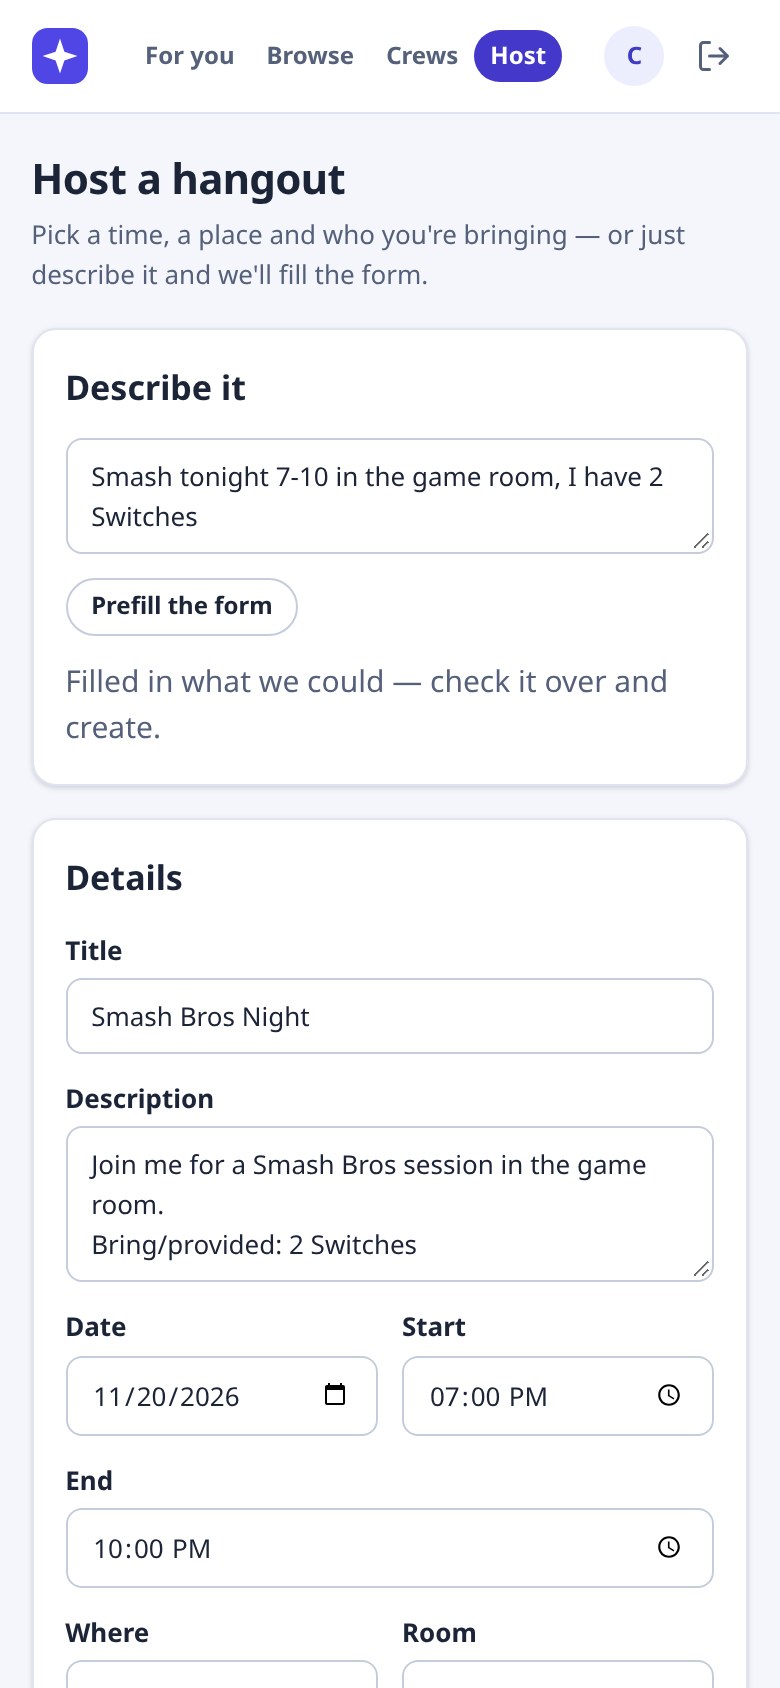 For you Browse Crews Host C
Host a hangout
Pick a time, a place and who you're bringing — or just
describe it and we'll fill the form.
Describe it
Smash tonight 7-10 in the game room, I have 2
Switches
Prefill the form
Filled in what we could — check it over and
create.
Details
Title
Smash Bros Night
Description
Join me for a Smash Bros session in the game
room.
Bring/provided: 2 Switches
Date Start
11/20/2026 07:00 PM
End
10:00 PM
Where Room